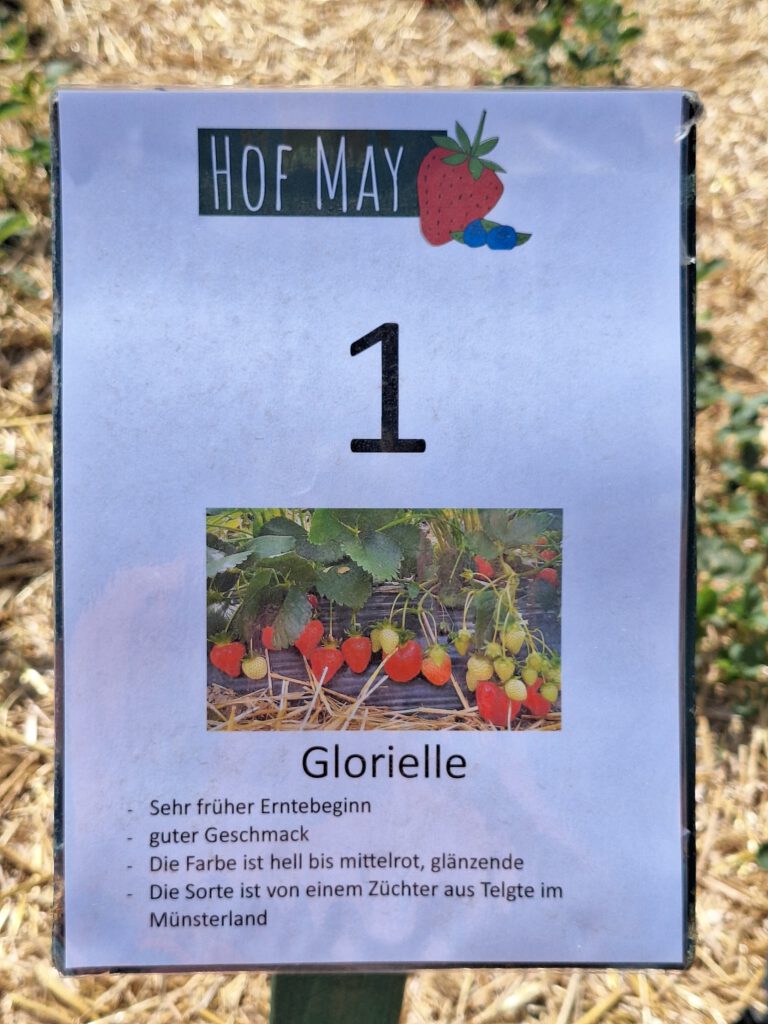 HOF MAY
1
Glorielle
- Sehr früher Erntebeginn
- guter Geschmack
- Die Farbe ist hell bis mittelrot, glänzende
- Die Sorte ist von einem Züchter aus Telgte im
Münsterland